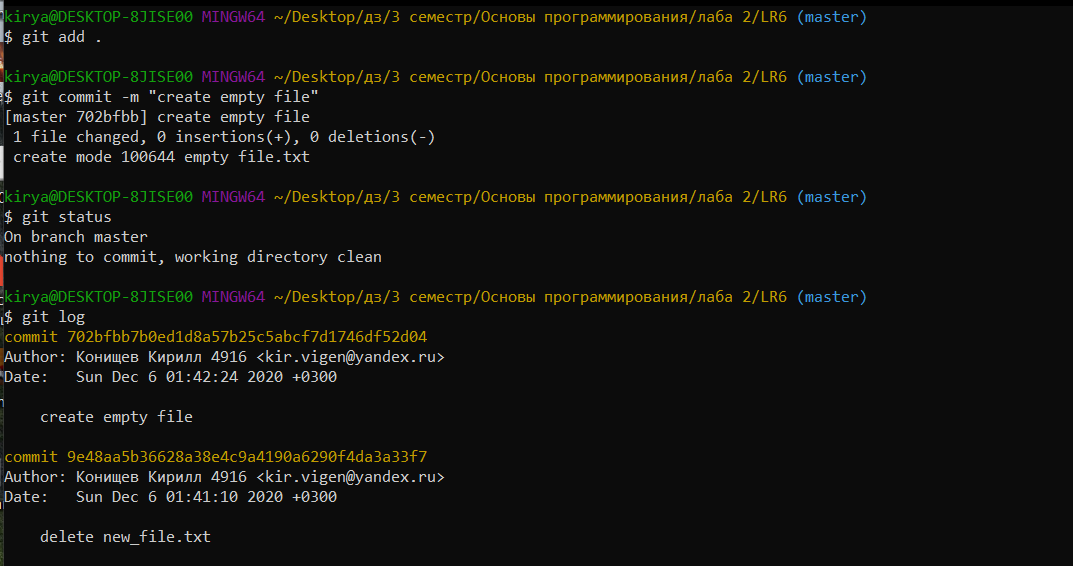 kirya@DESKTOP-8JISE00 MINGW64 ~/Desktop/дз/3 семестр/Основы программирования/лаба 2/LR6 (master)
$ git add .
kirya@DESKTOP-8JISE00 MINGW64 ~/Desktop/дз/3 семестр/Основы программирования/лаба 2/LR6 (master)
$ git commit -m "create empty file"
[master 702bfbb] create empty file
 1 file changed, 0 insertions(+), 0 deletions(-)
 create mode 100644 empty file.txt
kirya@DESKTOP-8JISE00 MINGW64 ~/Desktop/дз/3 семестр/Основы программирования/лаба 2/LR6 (master)
$ git status
On branch master
nothing to commit, working directory clean
kirya@DESKTOP-8JISE00 MINGW64 ~/Desktop/дз/3 семестр/Основы программирования/лаба 2/LR6 (master)
$ git log
commit 702bfbb7b0ed1d8a57b25c5abcf7d1746df52d04
Author: Конищев Кирилл 4916 <kir.vigen@yandex.ru>
Date:   Sun Dec 6 01:42:24 2020 +0300
    create empty file
commit 9e48aa5b36628a38e4c9a4190a6290f4da3a33f7
Author: Конищев Кирилл 4916 <kir.vigen@yandex.ru>
Date:   Sun Dec 6 01:41:10 2020 +0300
    delete new_file.txt